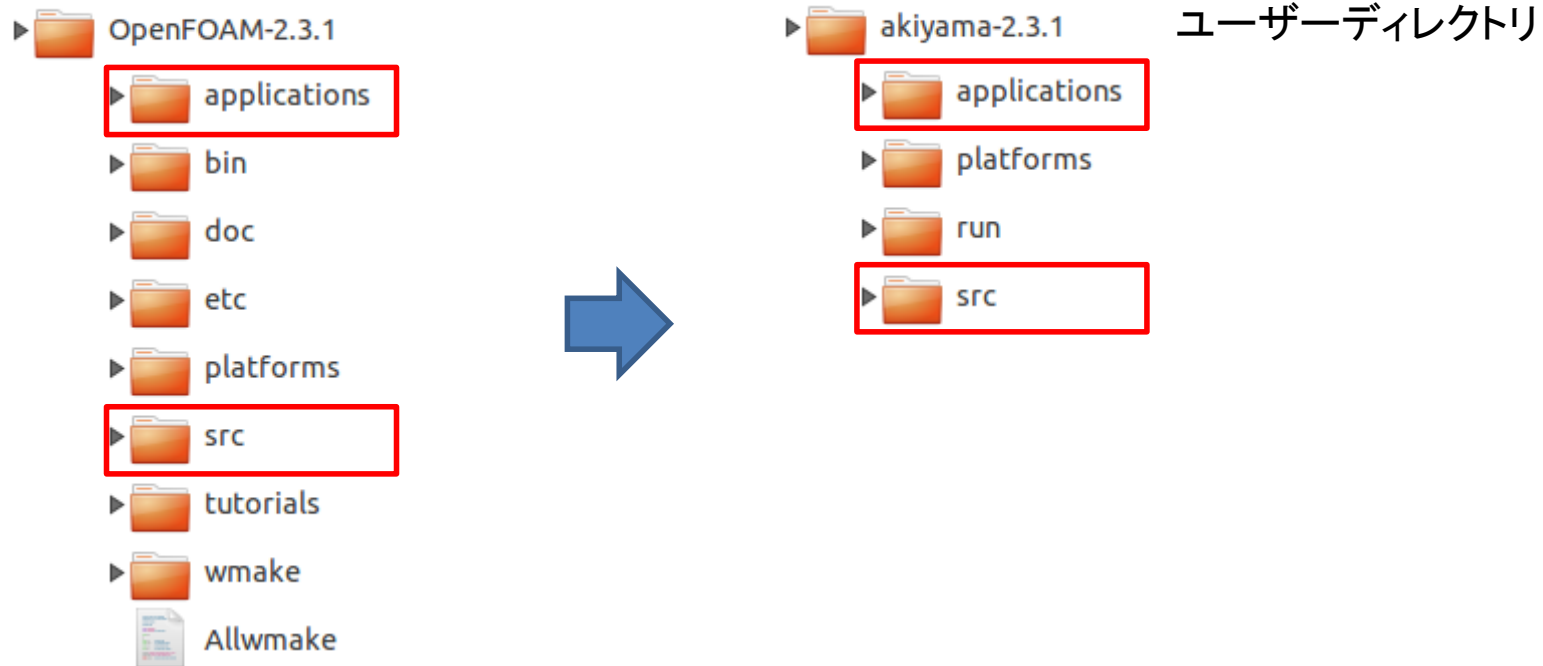 OpenFOAM-2.3.1
applications
bin
doc
etc
platforms
src
tutorials
wmake
Allwmake
akiyama-2.3.1
ユーザーディレクトリ
applications
platforms
run
src